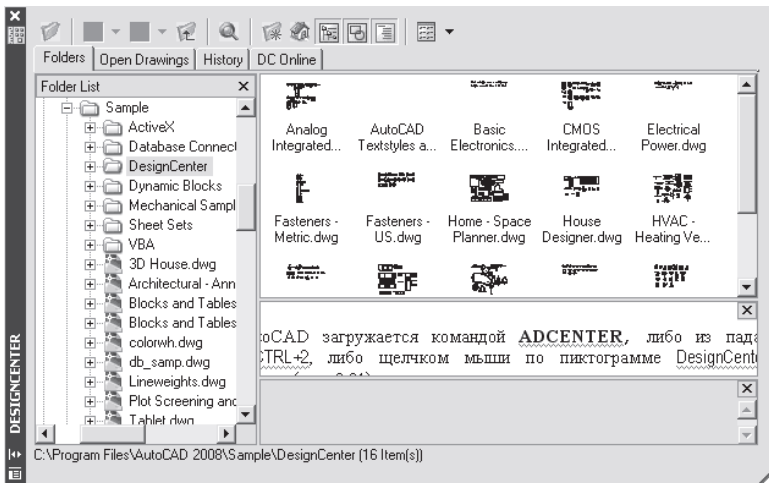 Folders Open Drawings History DC Online
Folder List
Sample
ActiveX
Database Connect
DesignCenter
Dynamic Blocks
Mechanical Sampl
Sheet Sets
VBA
3D House.dwg
Architectural - Ann
Blocks and Tables
Blocks and Tables
colorwh.dwg
db_samp.dwg
Lineweights.dwg
Plot Screening and
Tablet.dwg
Analog Integrated...
AutoCAD Textstyles a...
Basic Electronics....
CMOS Integrated...
Electrical Power.dwg
Fasteners - Metric.dwg
Fasteners - US.dwg
Home - Space Planner.dwg
House Designer.dwg
HVAC - Heating Ve...
oCAD загружается командой ADCENTER, либо из пада
CTRL+2, либо щелчком мыши по пиктограмме DesignCente
DESIGNCENTER
C:\Program Files\AutoCAD 2008\Sample\DesignCenter (16 Item(s))